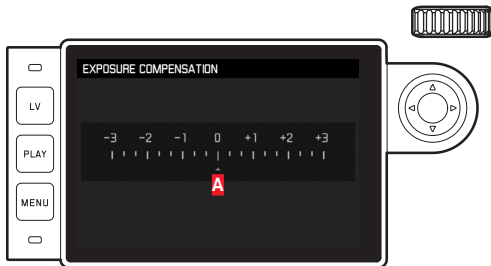 EXPOSURE COMPENSATION
LV
PLAY
MENU
-3 -2 -1 0 +1 +2 +3
A